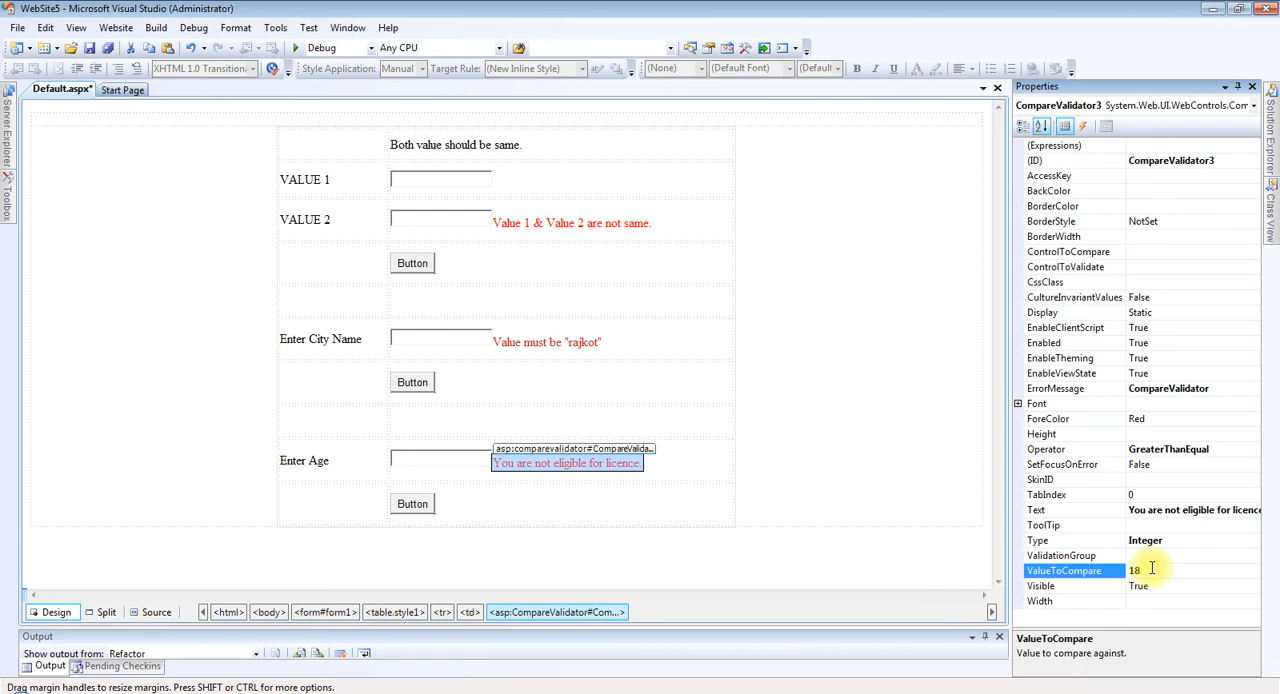 WebSite5 - Microsoft Visual Studio (Administrator)
File Edit View Website Build Debug Format Tools Test Window Help
Debug Any CPU
XHTML 1.0 Transition Style Application: Manual Target Rule: (New Inline Style) (None) (Default Font) (Default B I U A
Default.aspx* Start Page
Server Explorer
Toolbox
Both value should be same.
VALUE 1
VALUE 2 Value 1 & Value 2 are not same.
Button
Enter City Name Value must be "rajkot"
Button
asp:comparevalidator#CompareValida...
Enter Age You are not eligible for licence.
Button
Design Split Source <html> <body> <form#form1> <table.style1> <tr> <td> <asp:CompareValidator#Com...>
Output
Show output from: Refactor
Output Pending Checkins
Drag margin handles to resize margins. Press SHIFT or CTRL for more options.
Properties
CompareValidator3 System.Web.UI.WebControls.Com
(Expressions)
(ID) CompareValidator3
AccessKey
BackColor
BorderColor
BorderStyle NotSet
BorderWidth
ControlToCompare
ControlToValidate
CssClass
CultureInvariantValues False
Display Static
EnableClientScript True
Enabled True
EnableTheming True
EnableViewState True
ErrorMessage CompareValidator
Font
ForeColor Red
Height
Operator GreaterThanEqual
SetFocusOnError False
SkinID
TabIndex 0
Text You are not eligible for licence
ToolTip
Type Integer
ValidationGroup
ValueToCompare 18
Visible True
Width
ValueToCompare
Value to compare against.
Solution Explorer
Class View